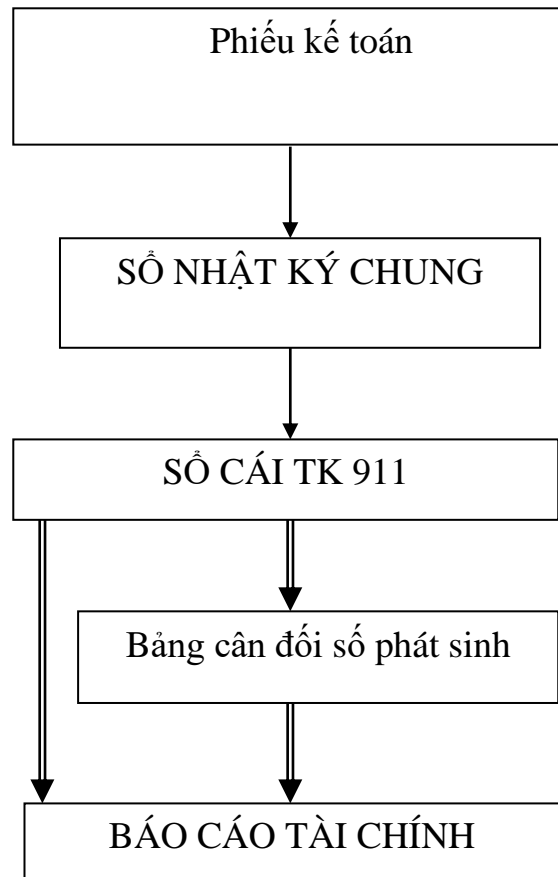 Phiếu kế toán
SỔ NHẬT KÝ CHUNG
SỔ CÁI TK 911
Bảng cân đối số phát sinh
BÁO CÁO TÀI CHÍNH